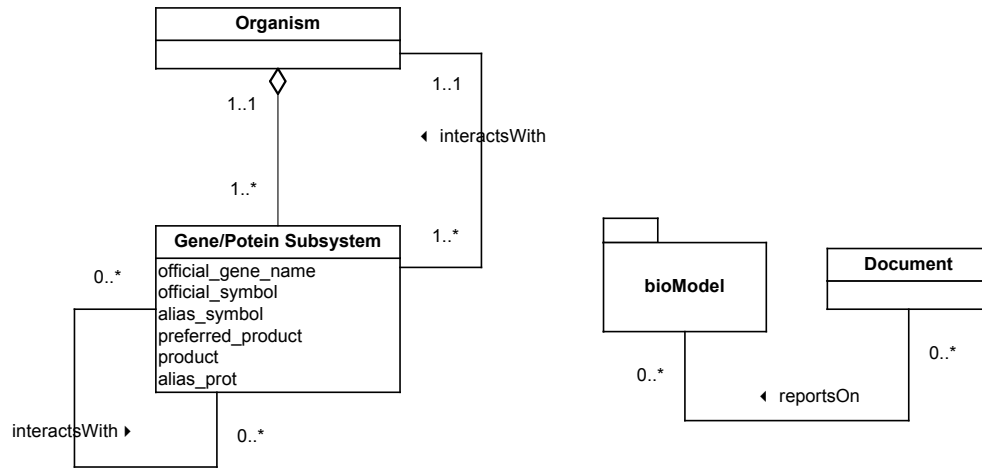 Organism
1..1
1..1
◂ interactsWith
1..*
Gene/Potein Subsystem
1..*
official_gene_name
official_symbol
alias_symbol
preferred_product
product
alias_prot
0..*
interactsWith ▸
0..*
bioModel
Document
0..*
0..*
◂ reportsOn